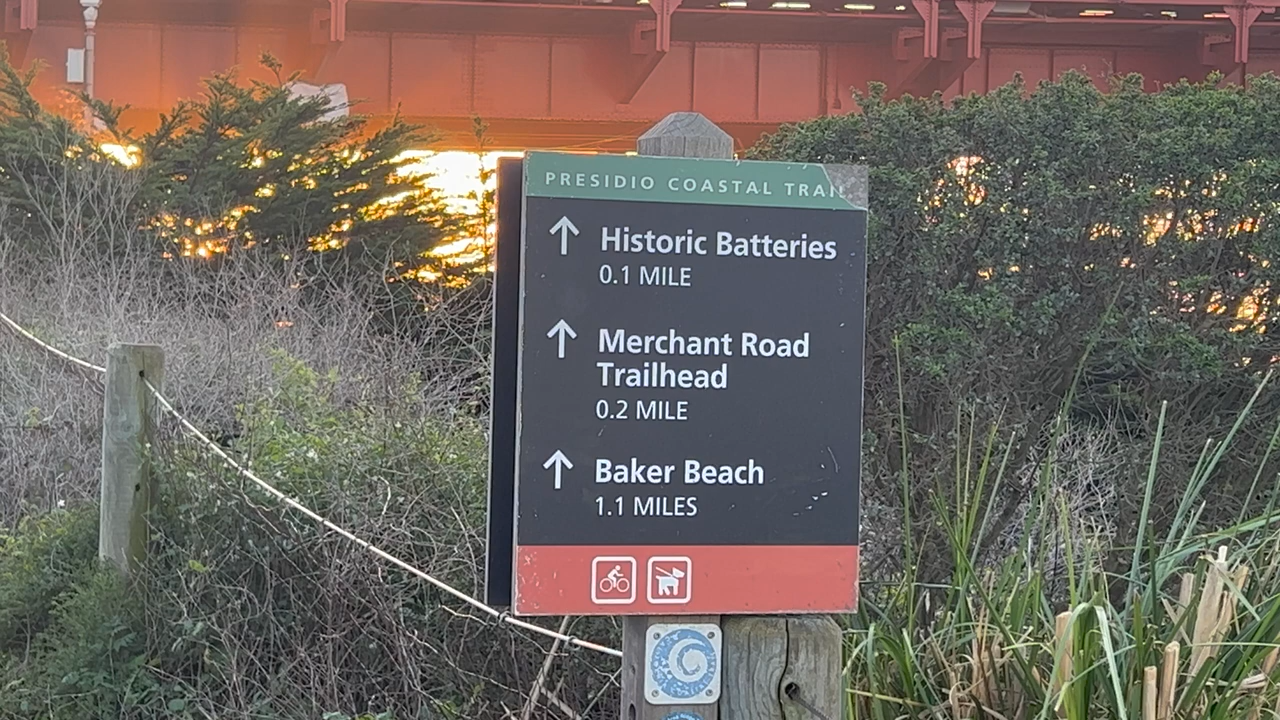 PRESIDIO COASTAL TRAIL
Historic Batteries
0.1 MILE
Merchant Road
Trailhead
0.2 MILE
Baker Beach
1.1 MILES